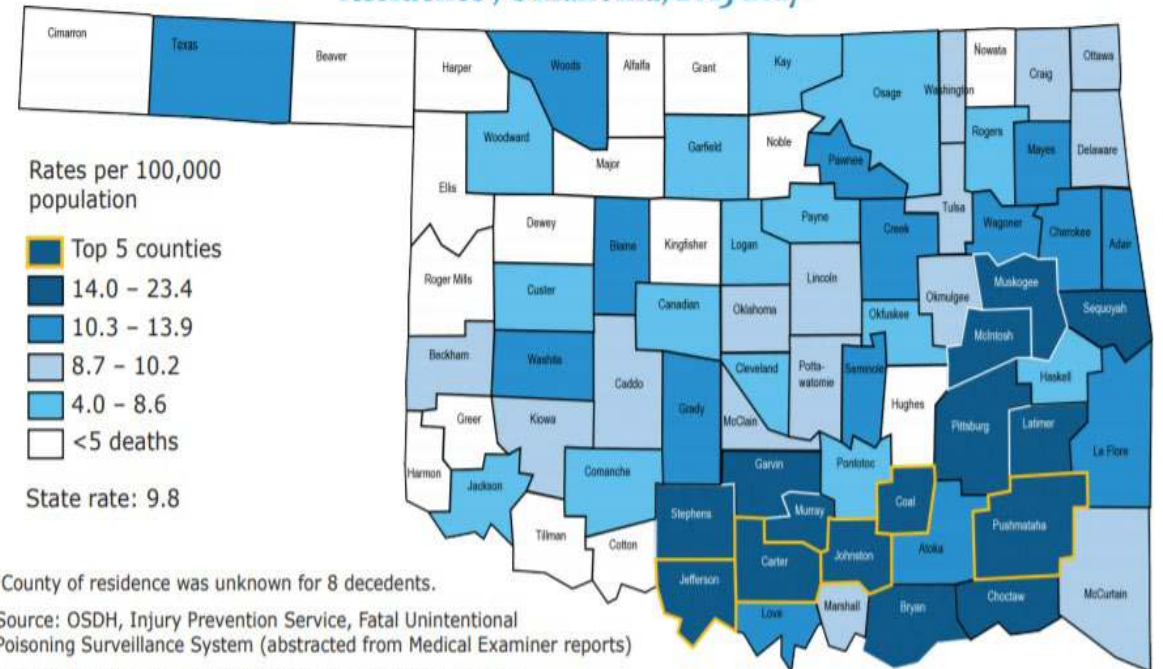 Residence, Oklahoma,
Cimarron
Texas
Beaver
Harper
Woods
Alfalfa
Grant
Kay
Osage
Washington
Nowata
Craig
Ottawa
Woodward
Garfield
Noble
Pawnee
Rogers
Mayes
Delaware
Ellis
Major
Dewey
Blaine
Kingfisher
Logan
Payne
Creek
Tulsa
Wagoner
Cherokee
Adair
Roger Mills
Custer
Canadian
Oklahoma
Lincoln
Okfuskee
Okmulgee
Muskogee
Sequoyah
McIntosh
Beckham
Washita
Caddo
Grady
Cleveland
McClain
Potta-
watomie
Seminole
Hughes
Haskell
Pittsburg
Latimer
Le Flore
Greer
Kiowa
Harmon
Jackson
Comanche
Tillman
Cotton
Stephens
Garvin
Murray
Pontotoc
Coal
Pushmataha
Jefferson
Carter
Johnston
Atoka
Love
Marshall
Bryan
Choctaw
McCurtain
Rates per 100,000
population
Top 5 counties
14.0 – 23.4
10.3 – 13.9
8.7 – 10.2
4.0 – 8.6
<5 deaths
State rate: 9.8
County of residence was unknown for 8 decedents.
Source: OSDH, Injury Prevention Service, Fatal Unintentional
Poisoning Surveillance System (abstracted from Medical Examiner reports)